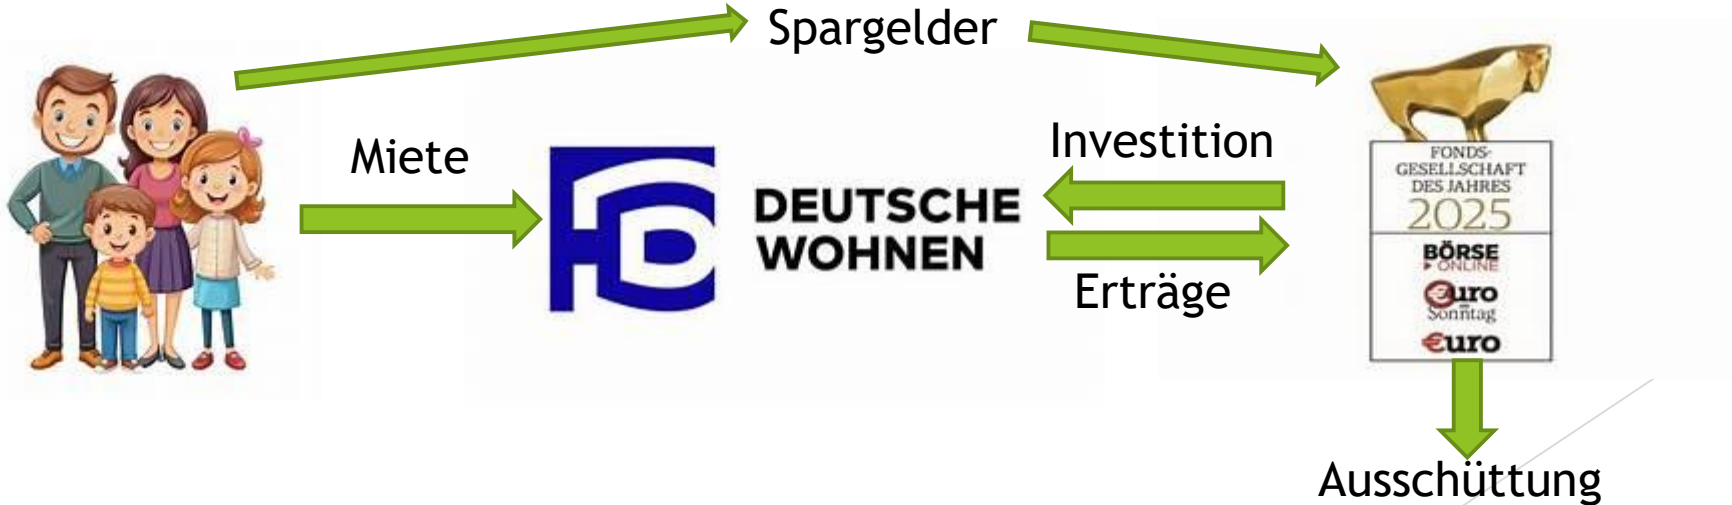 Spargelder
Miete
DEUTSCHE
WOHNEN
Investition
Erträge
FONDS-
GESELLSCHAFT
DES JAHRES
2025
BÖRSE
ONLINE
€uro
am
Sonntag
€uro
Ausschüttung